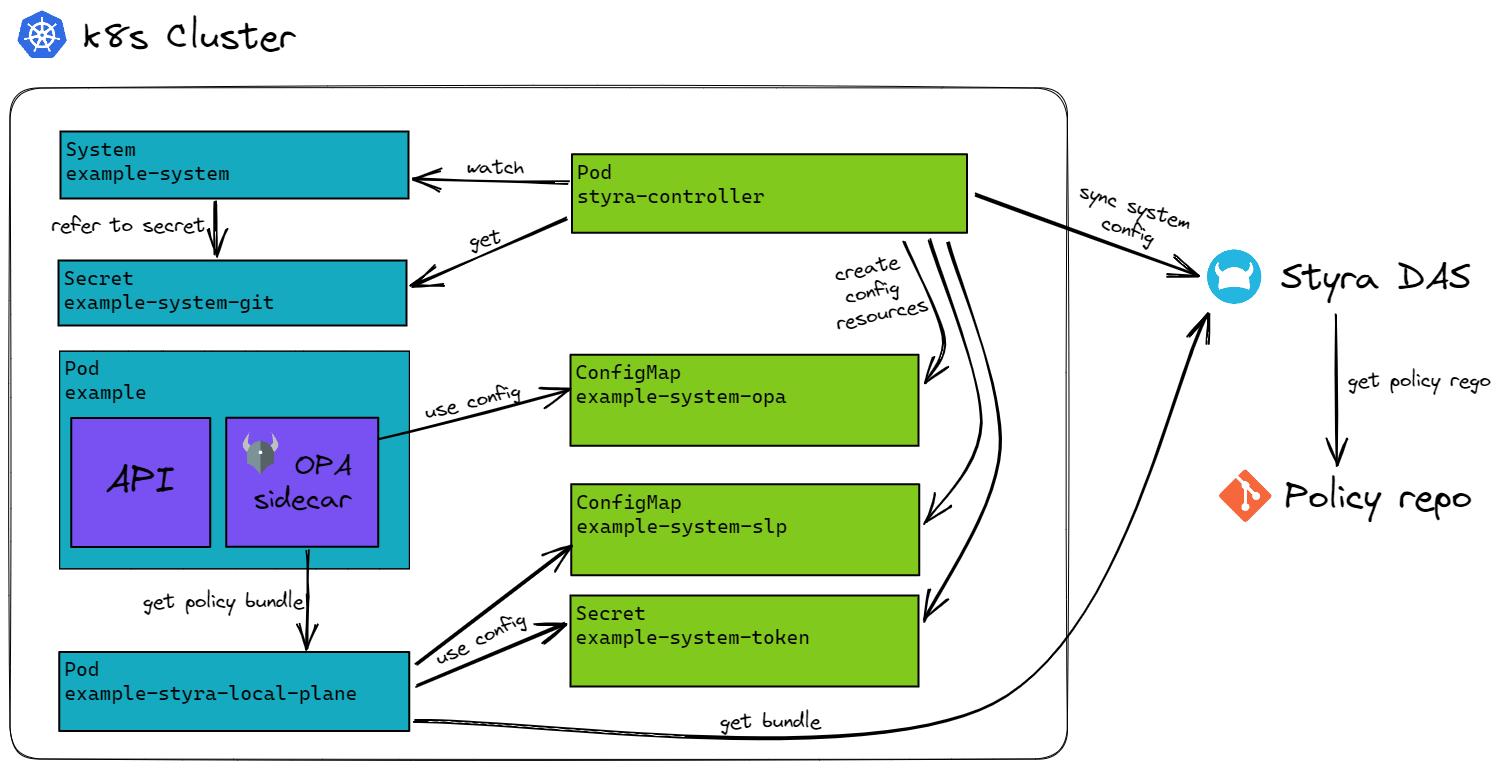 k8s Cluster
System
example-system
watch
Pod
styra-controller
refer to secret
get
sync system
config
Secret
example-system-git
create
config
resources
Styra DAS
Pod
example
API
OPA
sidecar
use config
ConfigMap
example-system-opa
get policy rego
ConfigMap
example-system-slp
Policy repo
get policy bundle
use config
Secret
example-system-token
Pod
example-styra-local-plane
get bundle